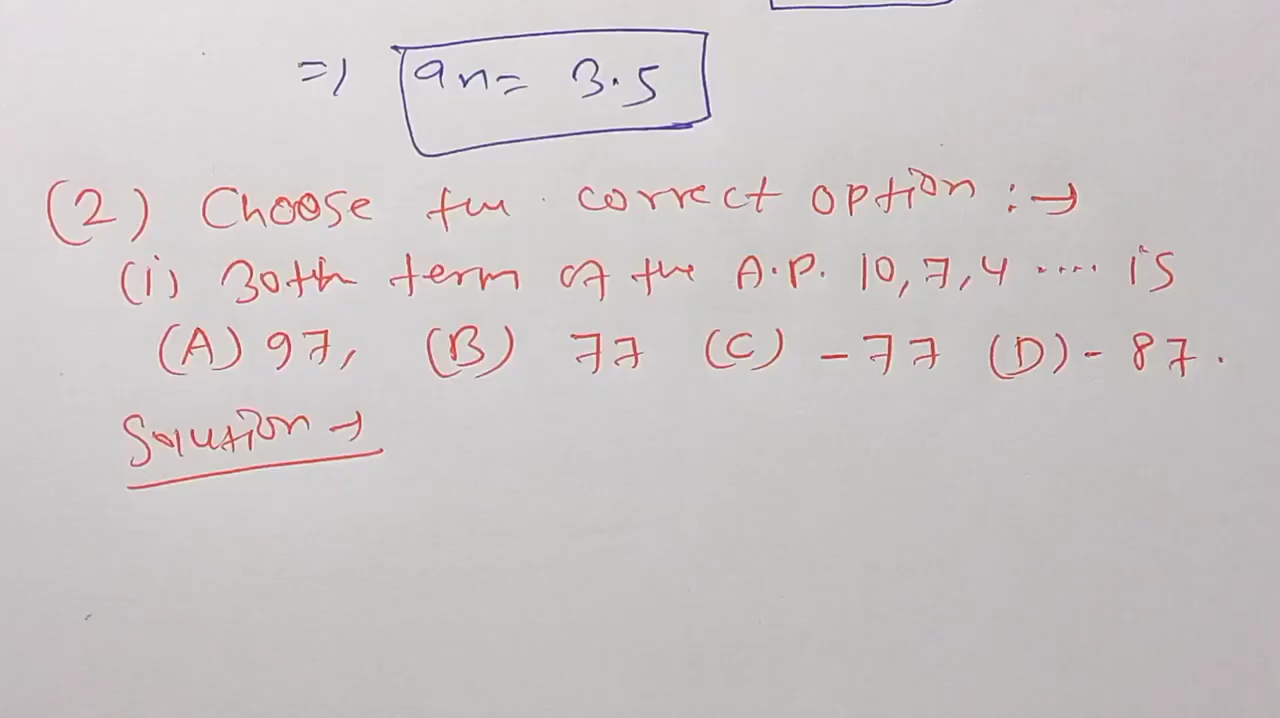 =) an= 3.5
(2) Choose the correct option :→
(i) 30th term of the A.P. 10,7,4 .... is
(A) 97, (B) 77 (C) -77 (D) - 87.
Solution →